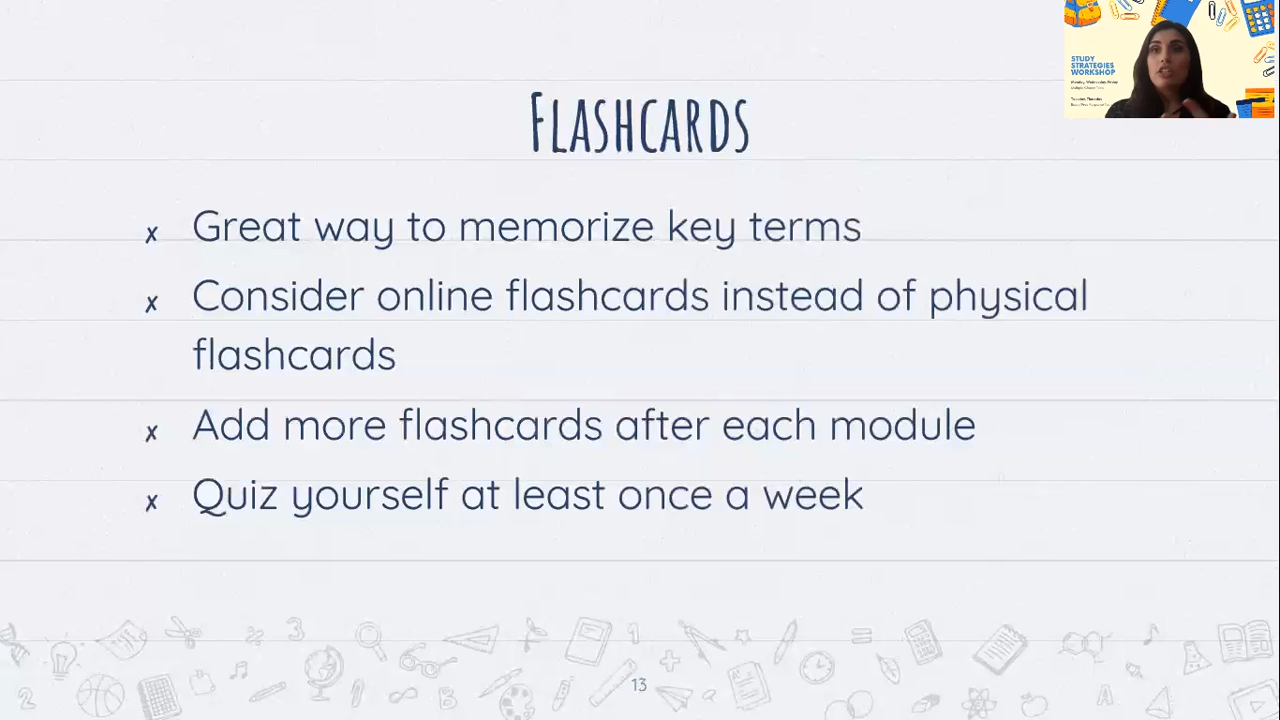 STUDY
STRATEGIES
WORKSHOP
Flashcards
x Great way to memorize key terms
x Consider online flashcards instead of physical
flashcards
x Add more flashcards after each module
x Quiz yourself at least once a week
13